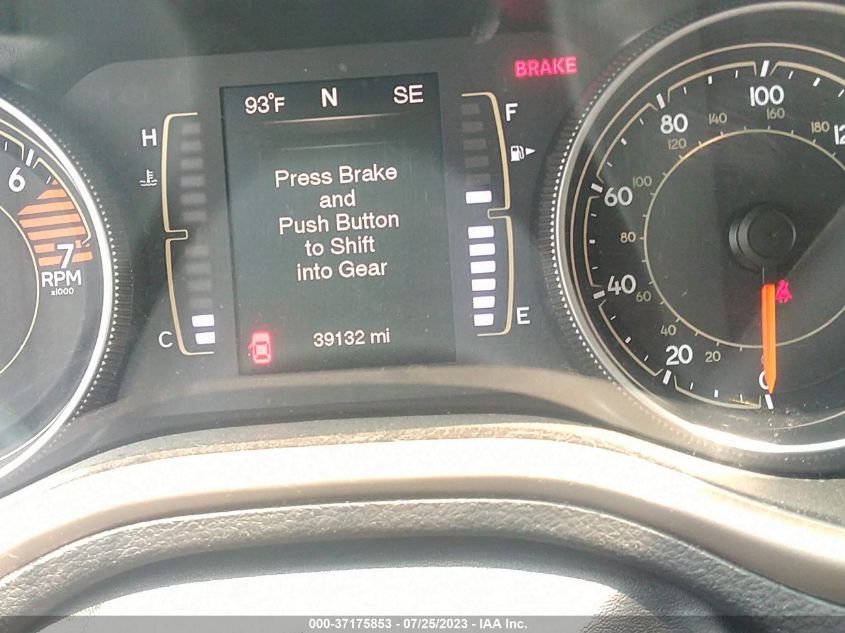 93°F N SE
BRAKE
H
F
Press Brake
and
Push Button
to Shift
into Gear
C
E
39132 mi
6
7
RPM
x1000
0
20
40
60
80
100
20
40
60
80
100
120
140
160
180
000-37175853 - 07/25/2023 - IAA Inc.